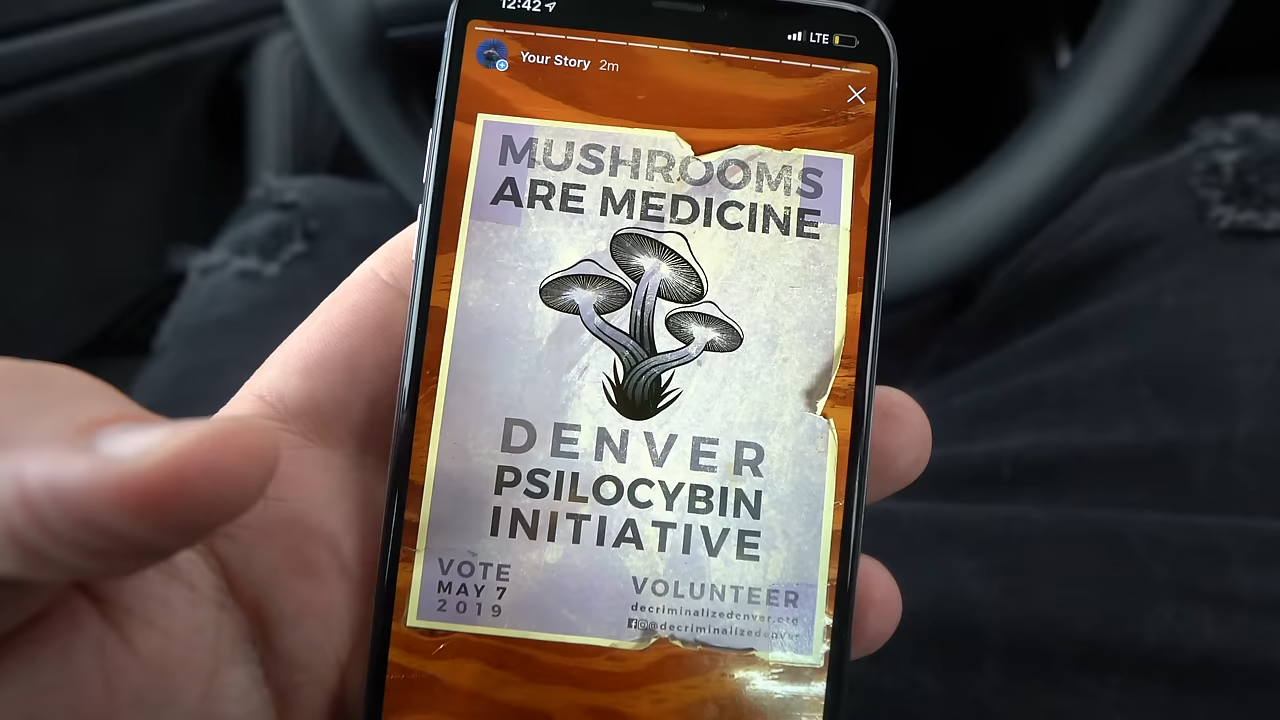 12:42
LTE
Your Story 2m
MUSHROOMS
ARE MEDICINE
DENVER
PSILOCYBIN
INITIATIVE
VOTE
MAY 7
2019
VOLUNTEER
decriminalizedenver.org
@decriminalizedenver